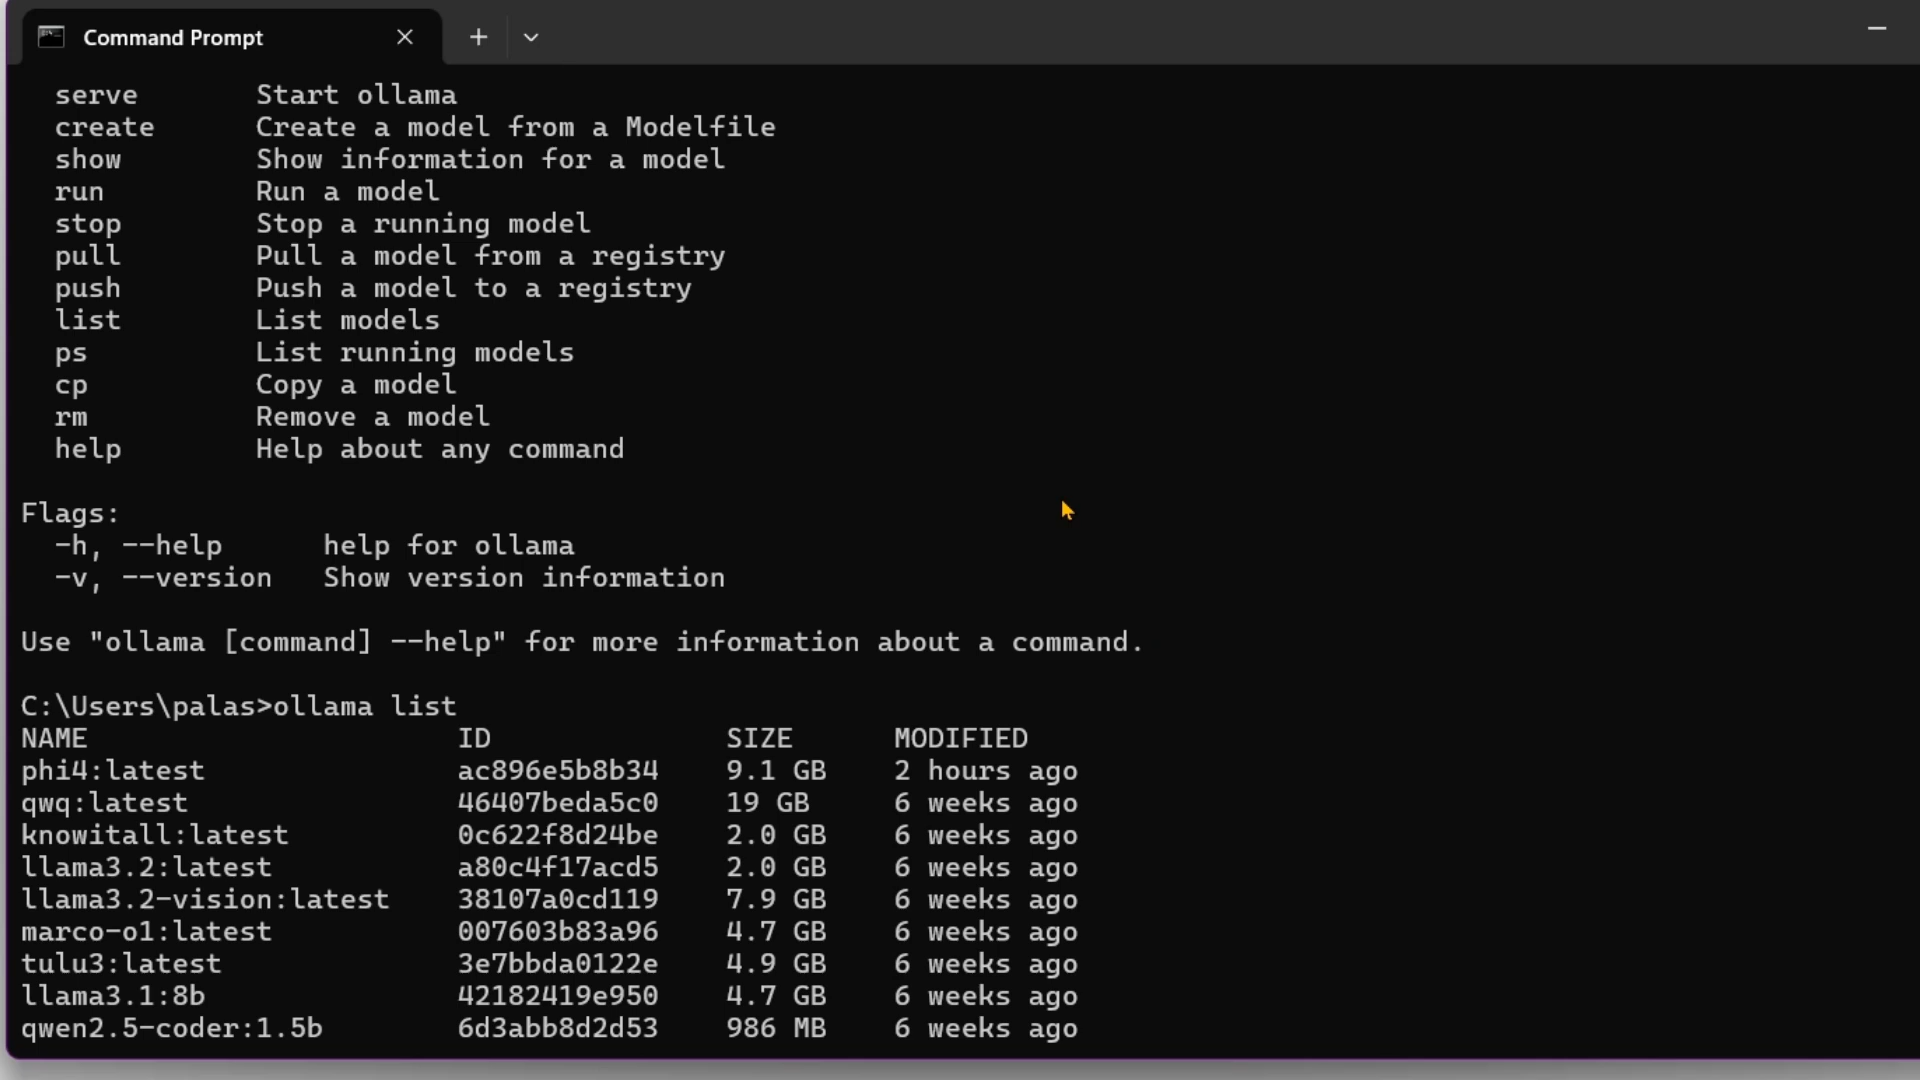 Command Prompt
serve Start ollama
create Create a model from a Modelfile
show Show information for a model
run Run a model
stop Stop a running model
pull Pull a model from a registry
push Push a model to a registry
list List models
ps List running models
cp Copy a model
rm Remove a model
help Help about any command
Flags:
-h, --help help for ollama
-v, --version Show version information
Use "ollama [command] --help" for more information about a command.
C:\Users\palas>ollama list
NAME ID SIZE MODIFIED
phi4:latest ac896e5b8b34 9.1 GB 2 hours ago
qwq:latest 46407beda5c0 19 GB 6 weeks ago
knowitall:latest 0c622f8d24be 2.0 GB 6 weeks ago
llama3.2:latest a80c4f17acd5 2.0 GB 6 weeks ago
llama3.2-vision:latest 38107a0cd119 7.9 GB 6 weeks ago
marco-o1:latest 007603b83a96 4.7 GB 6 weeks ago
tulu3:latest 3e7bbda0122e 4.9 GB 6 weeks ago
llama3.1:8b 42182419e950 4.7 GB 6 weeks ago
qwen2.5-coder:1.5b 6d3abb8d2d53 986 MB 6 weeks ago